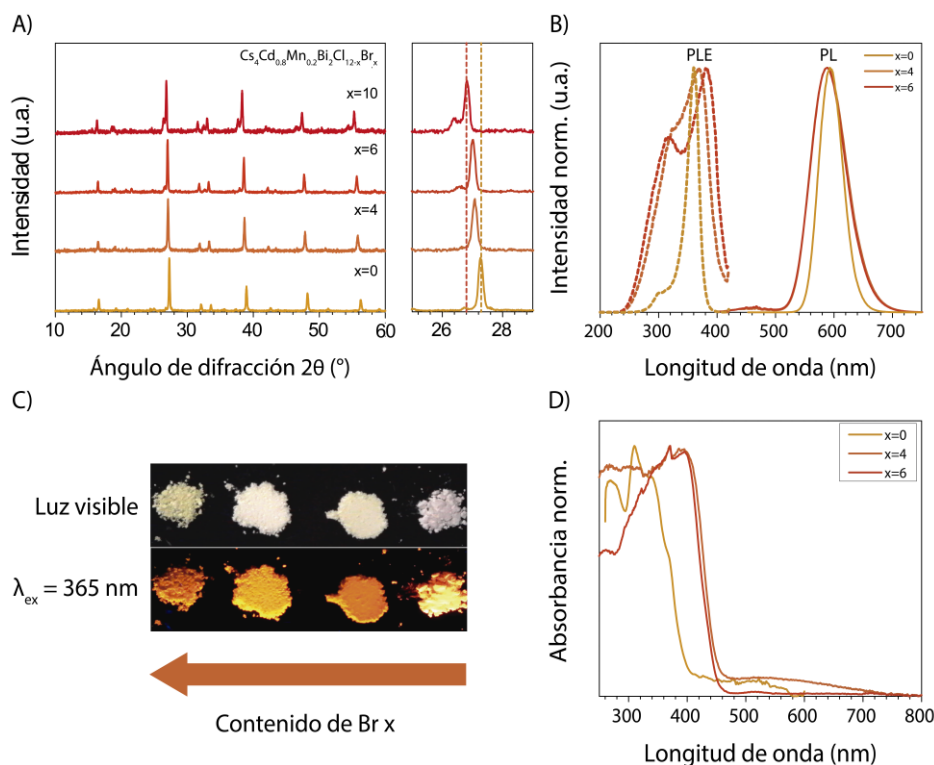 A)
Cs₄Cd₀.₈Mn₀.₂Bi₂Cl₁₂₋ₓBrₓ
x=10
x=6
x=4
x=0
Intensidad (u.a.)
10 20 30 40 50 60
26 28
Ángulo de difracción 2θ (°)
B)
PLE
PL
x=0
x=4
x=6
Intensidad norm. (u.a.)
200 300 400 500 600 700
Longitud de onda (nm)
C)
Luz visible
λex = 365 nm
Contenido de Br x
D)
x=0
x=4
x=6
Absorbancia norm.
300 400 500 600 700 800
Longitud de onda (nm)